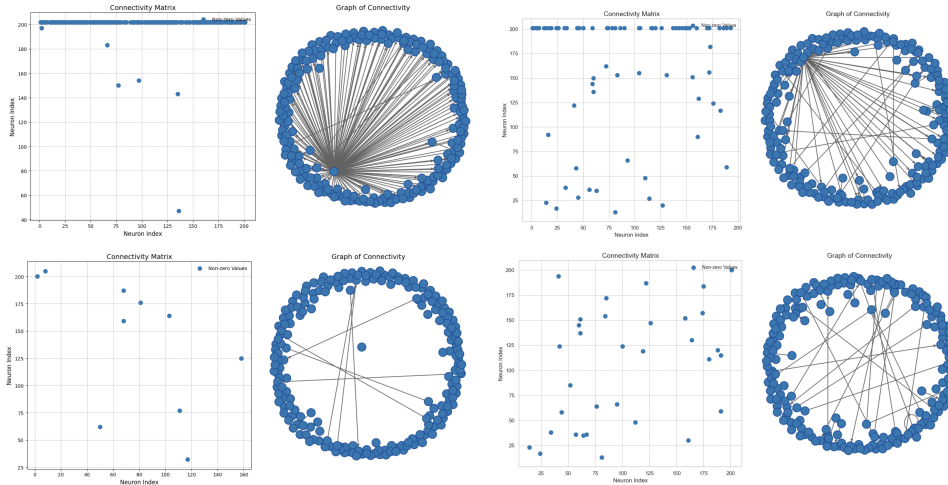 Connectivity Matrix
Non-zero Values
Neuron Index
200
180
160
140
120
100
80
60
40
0 25 50 75 100 125 150 175 200
Neuron Index
Graph of Connectivity
Connectivity Matrix
Non-zero Values
Neuron Index
200
175
150
125
100
75
50
25
0 25 50 75 100 125 150 175 200
Neuron Index
Graph of Connectivity
Connectivity Matrix
Non-zero Values
Neuron Index
200
175
150
125
100
75
50
25
0 20 40 60 80 100 120 140 160
Neuron Index
Graph of Connectivity
Connectivity Matrix
Non-zero Values
Neuron Index
200
175
150
125
100
75
50
25
25 50 75 100 125 150 175 200
Neuron Index
Graph of Connectivity